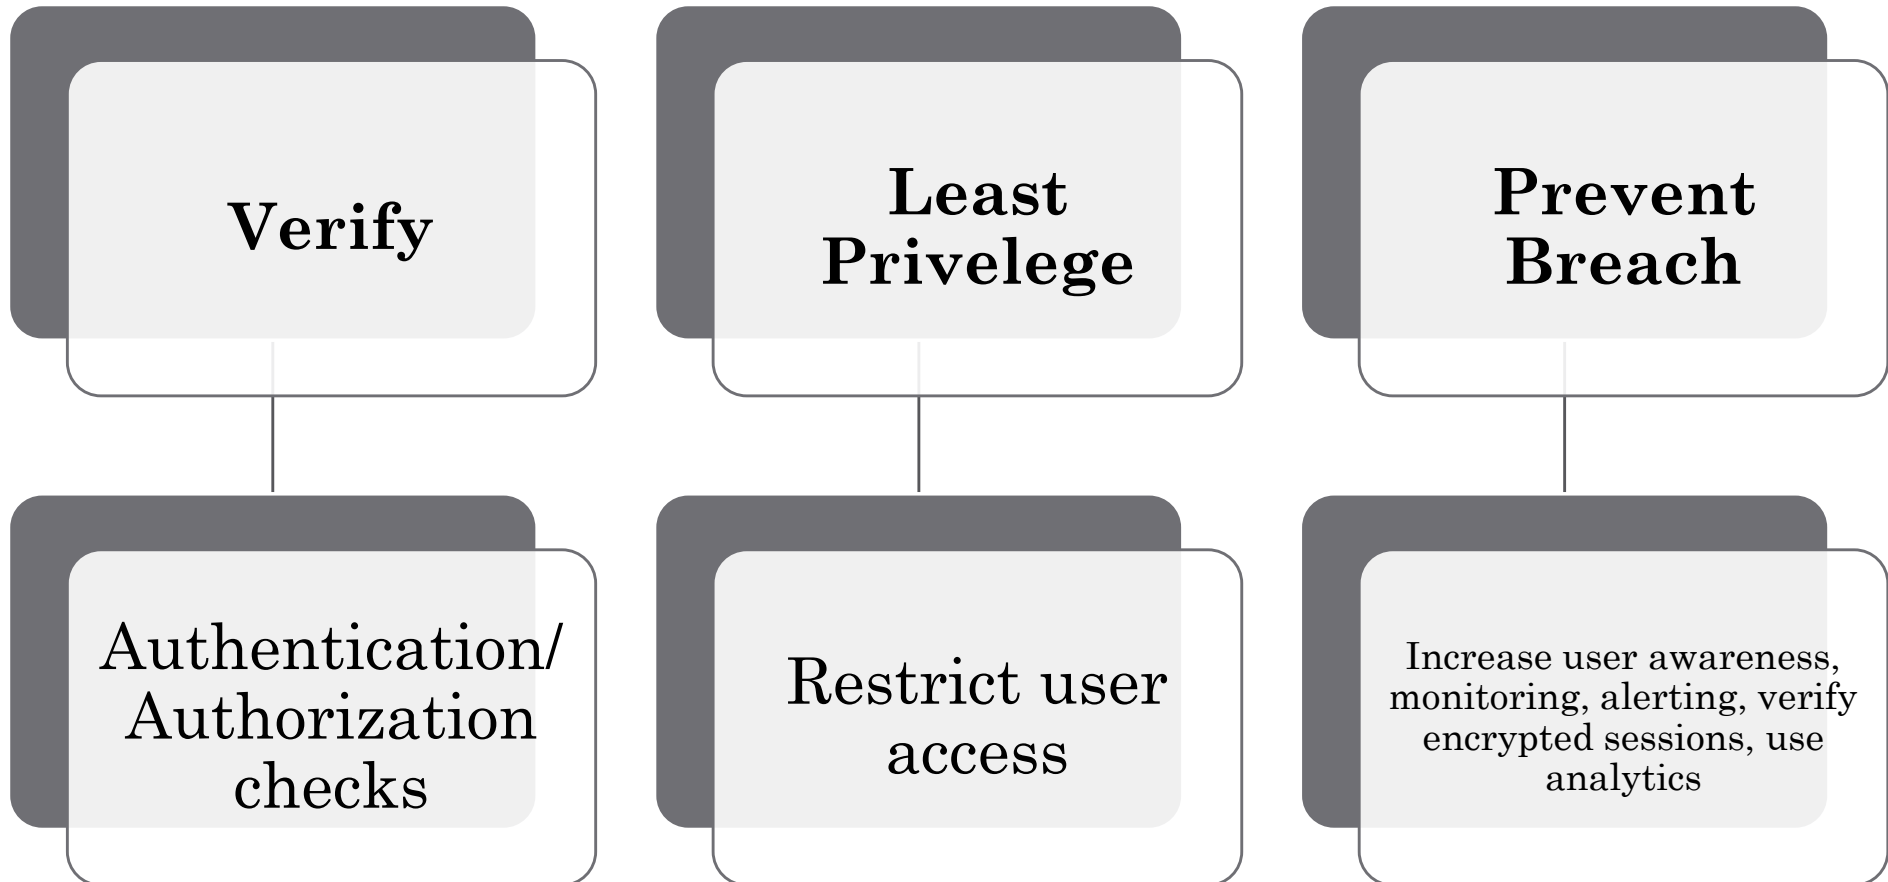 Verify
Least
Privelege
Prevent
Breach
Authentication/
Authorization
checks
Restrict user
access
Increase user awareness,
monitoring, alerting, verify
encrypted sessions, use
analytics